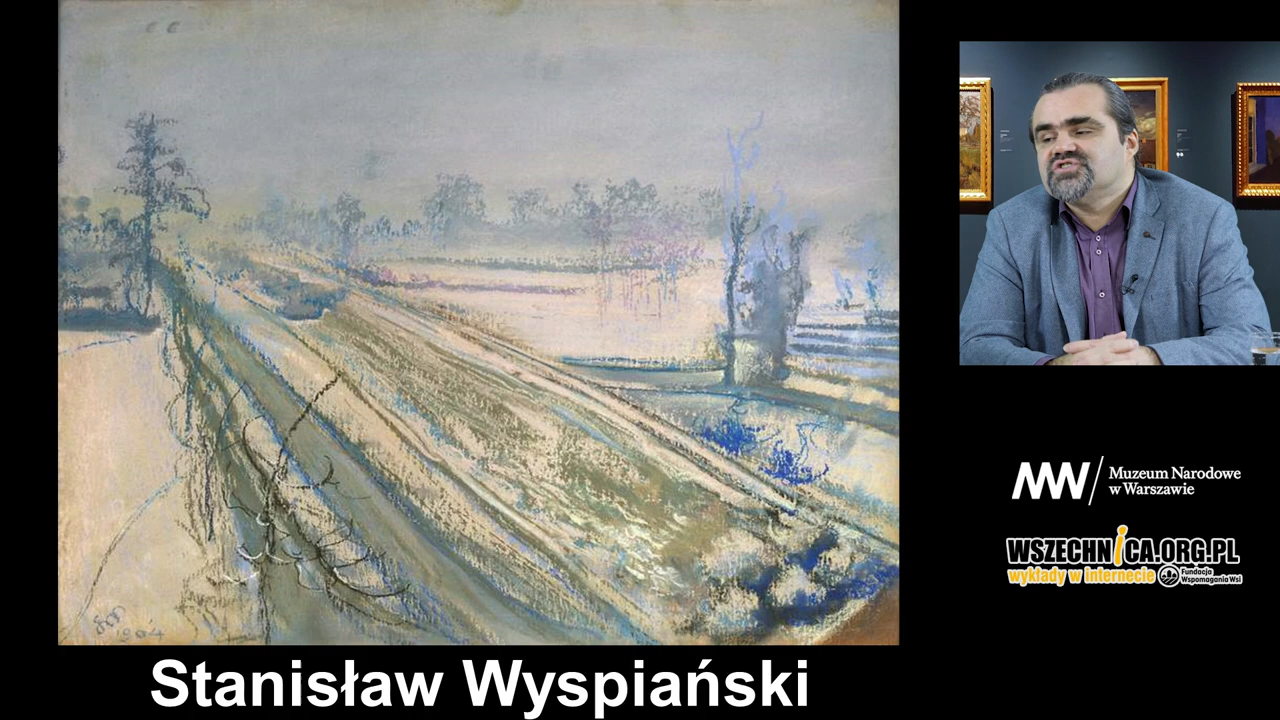 1904
Stanisław Wyspiański
Muzeum Narodowe
w Warszawie
WSZECHNICA.ORG.PL
wykłady w internecie
Fundacja
Wspomagania Wsi